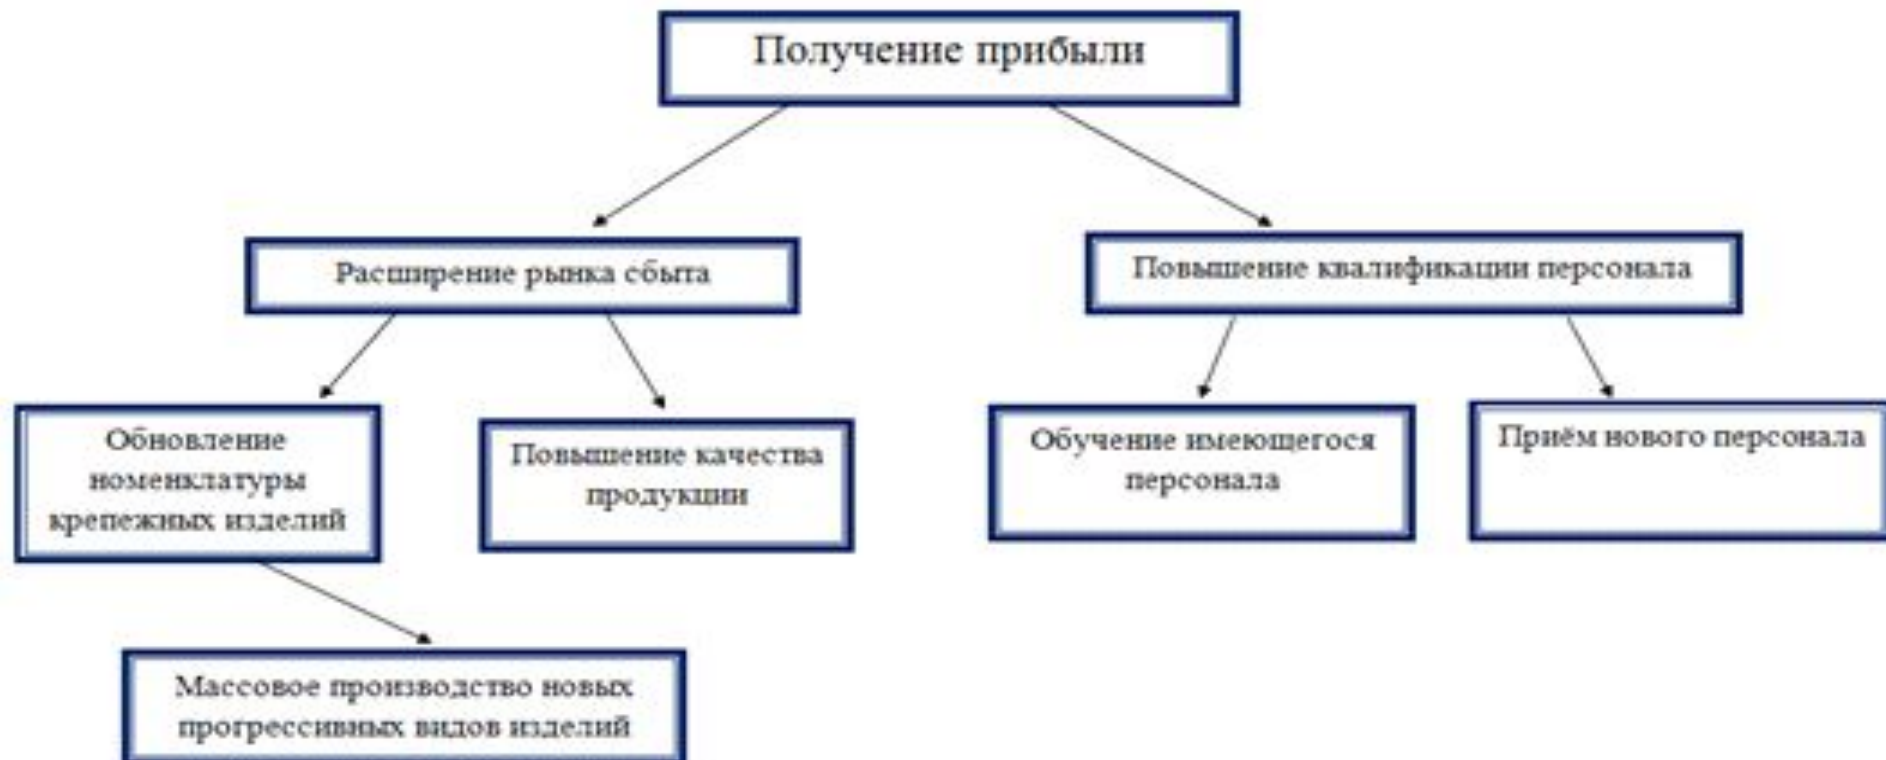 Получение прибыли
Расширение рынка сбыта
Повышение квалификации персонала
Обновление
номенклатуры
крепежных изделий
Повышение качества
продукции
Обучение имеющегося
персонала
Приём нового персонала
Массовое производство новых
прогрессивных видов изделий